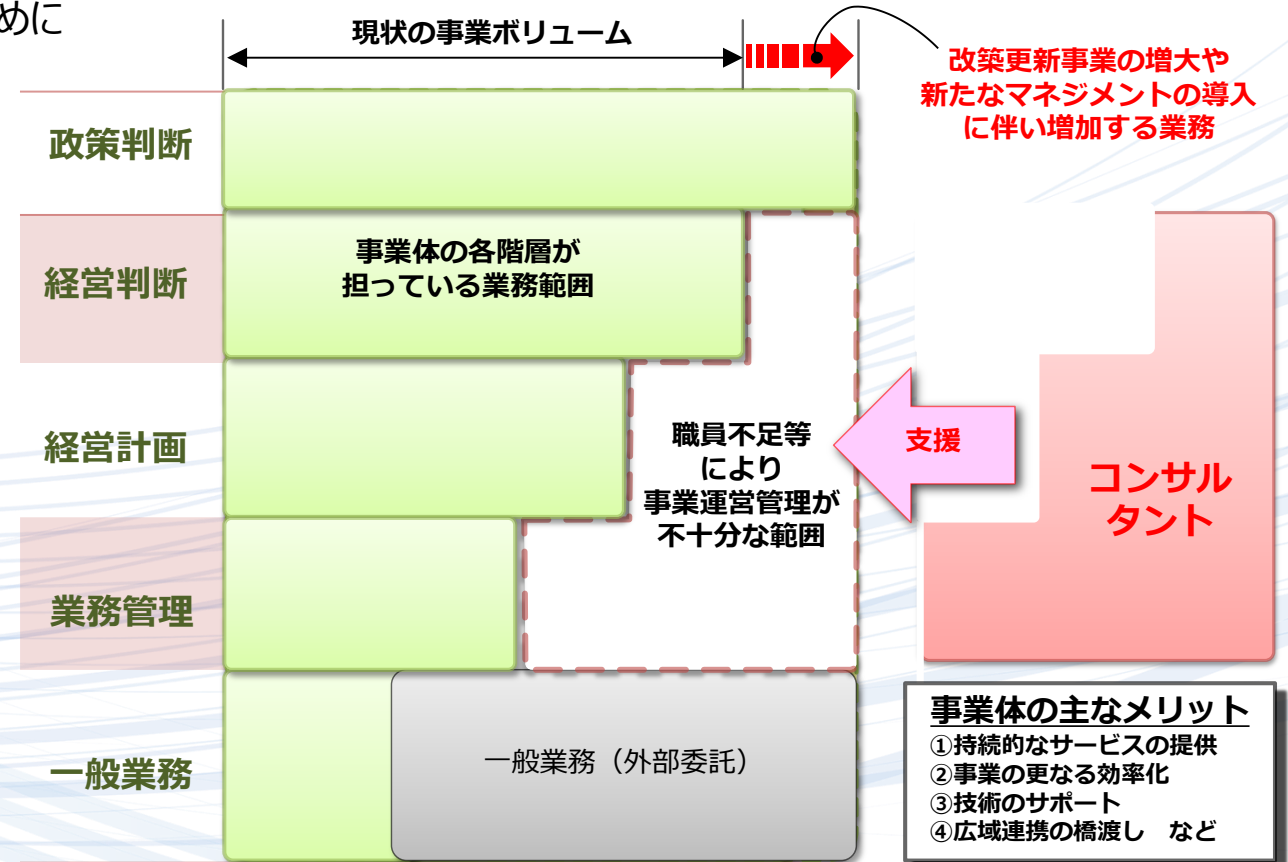 めに
現状の事業ボリューム
改築更新事業の増大や
新たなマネジメントの導入
に伴い増加する業務
政策判断
経営判断
事業体の各階層が
担っている業務範囲
経営計画
職員不足等
により
事業運営管理が
不十分な範囲
支援
コンサル
タント
業務管理
一般業務
一般業務（外部委託）
事業体の主なメリット
①持続的なサービスの提供
②事業の更なる効率化
③技術のサポート
④広域連携の橋渡し　など